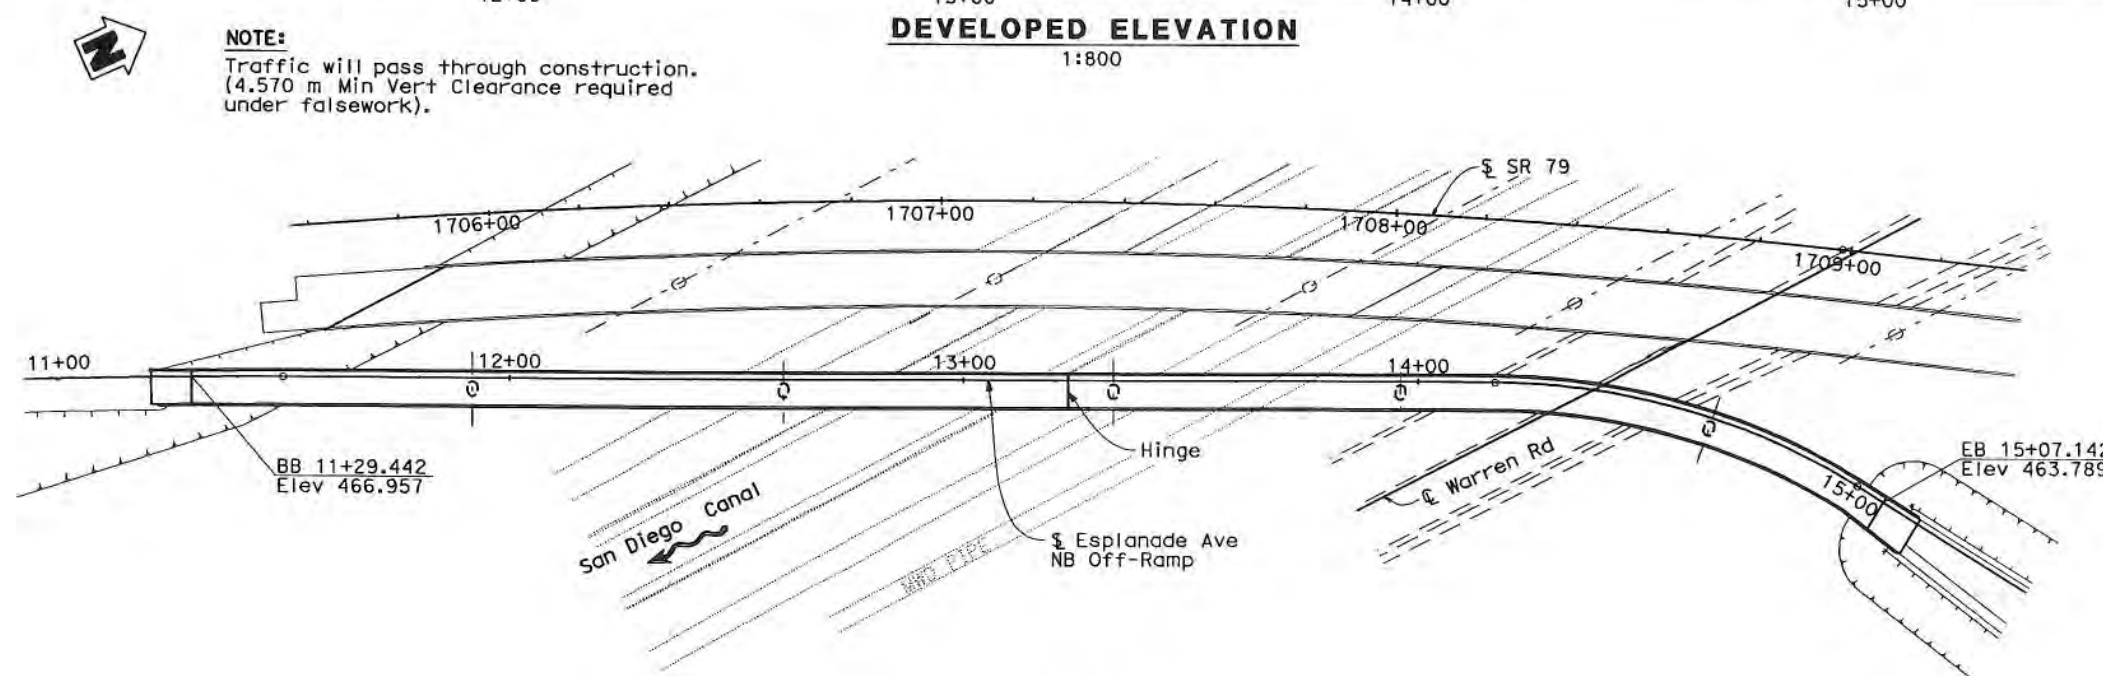 DEVELOPED ELEVATION
1:800
N
NOTE:
Traffic will pass through construction.
(4.570 m Min Vert Clearance required
under falsework).
℄ SR 79
1706+00
1707+00
1708+00
1709+00
11+00
12+00
13+00
14+00
15+00
BB 11+29.442
Elev 466.957
Hinge
EB 15+07.142
Elev 463.789
℄ Warren Rd
San Diego Canal
℄ Esplanade Ave
NB Off-Ramp
MWD PIPE